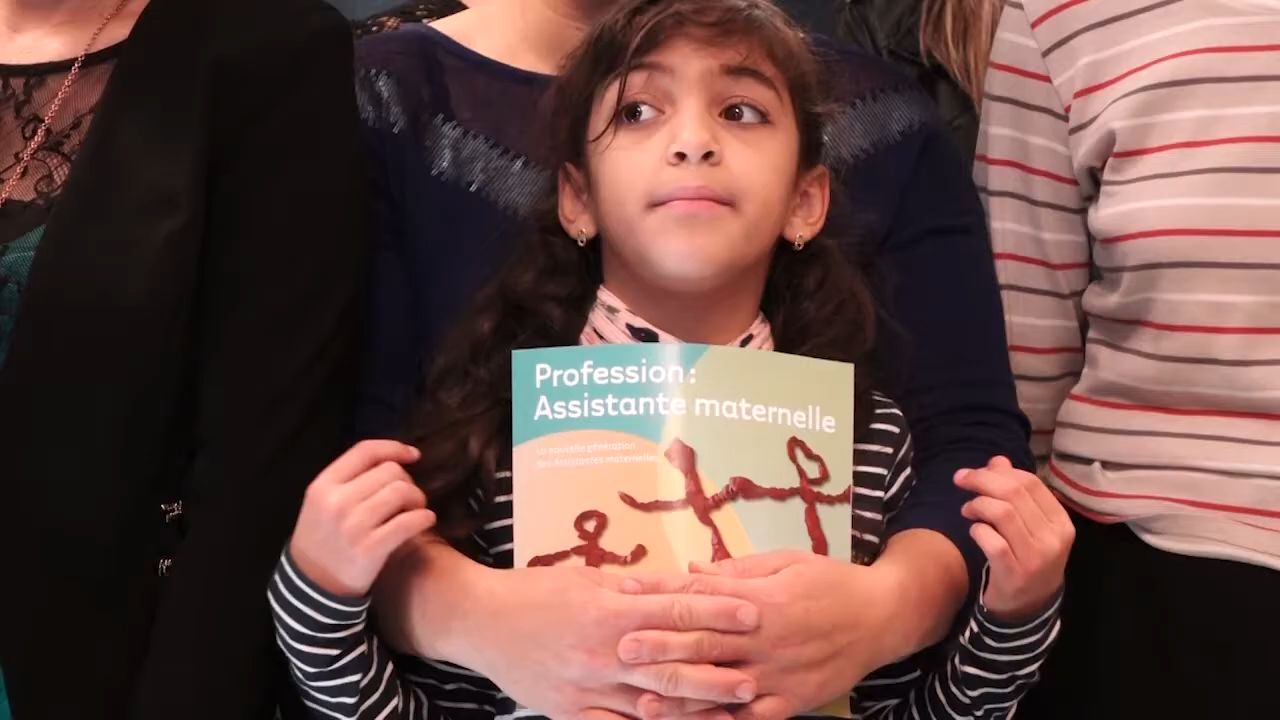 Profession :
Assistante maternelle
La nouvelle génération
des Assistantes maternelles